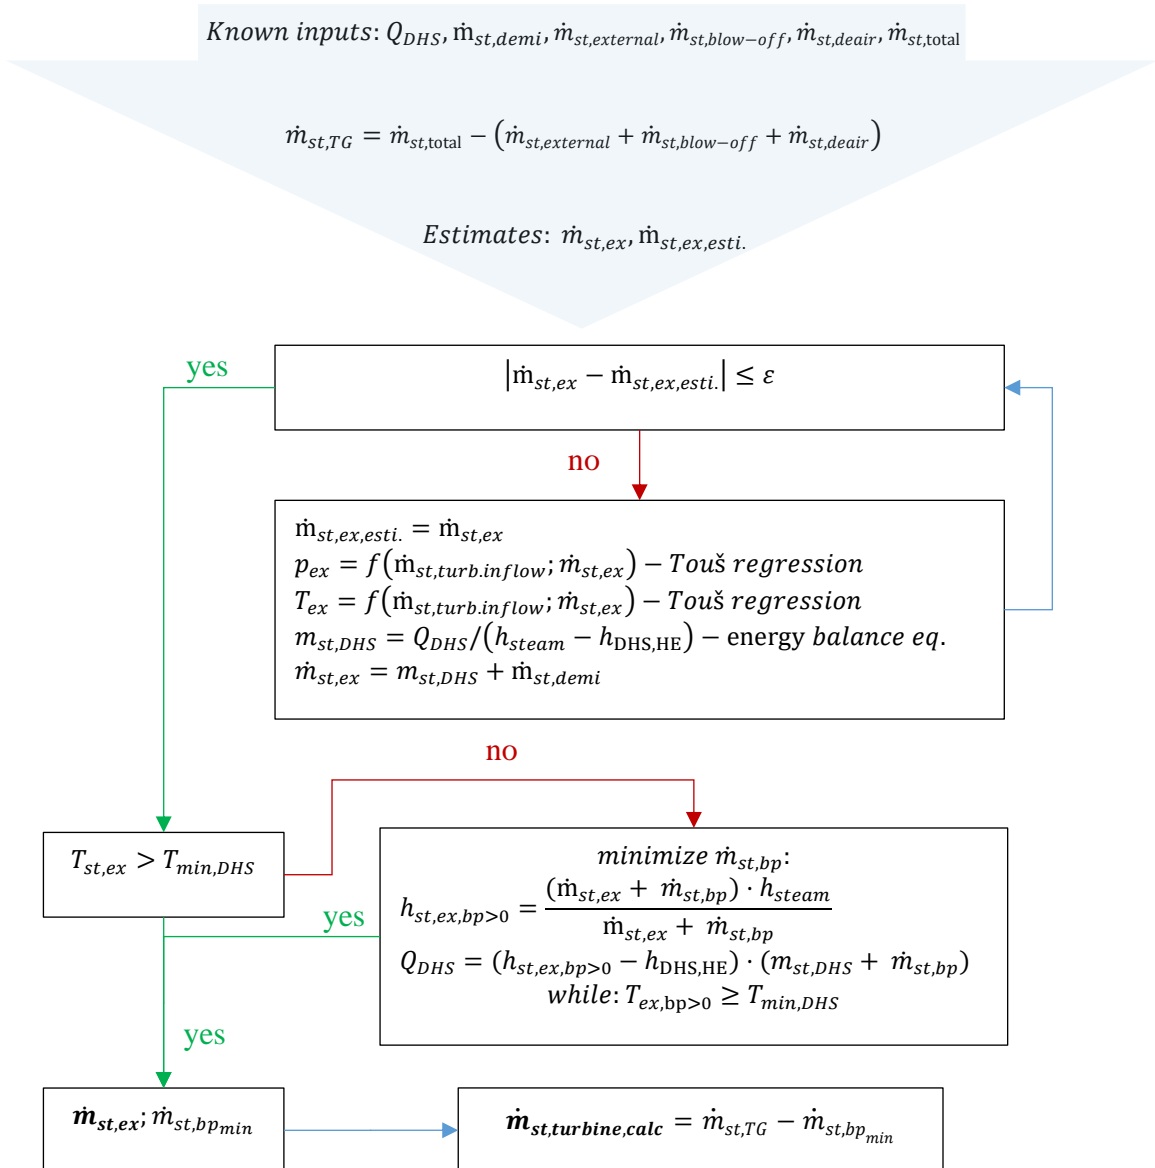 Known inputs: Q_DHS, ṁ_st,demi, ṁ_st,external, ṁ_st,blow−off, ṁ_st,deair, ṁ_st,total
ṁ_st,TG = ṁ_st,total − (ṁ_st,external + ṁ_st,blow−off + ṁ_st,deair)
Estimates: ṁ_st,ex, ṁ_st,ex,esti.
yes
|ṁ_st,ex − ṁ_st,ex,esti.| ≤ ε
no
ṁ_st,ex,esti. = ṁ_st,ex
p_ex = f(ṁ_st,turb.inflow; ṁ_st,ex) − Touš regression
T_ex = f(ṁ_st,turb.inflow; ṁ_st,ex) − Touš regression
m_st,DHS = Q_DHS/(h_steam − h_DHS,HE) − energy balance eq.
ṁ_st,ex = m_st,DHS + ṁ_st,demi
no
T_st,ex > T_min,DHS
minimize ṁ_st,bp:
h_st,ex,bp>0 = (ṁ_st,ex + ṁ_st,bp) · h_steam / ṁ_st,ex + ṁ_st,bp
Q_DHS = (h_st,ex,bp>0 − h_DHS,HE) · (m_st,DHS + ṁ_st,bp)
while: T_ex,bp>0 ≥ T_min,DHS
yes
yes
ṁ_st,ex; ṁ_st,bp_min
ṁ_st,turbine,calc = ṁ_st,TG − ṁ_st,bp_min